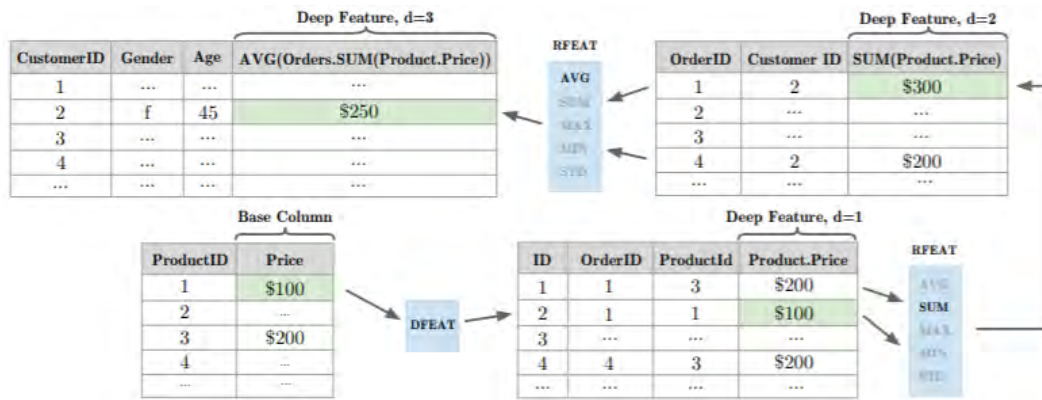 Deep Feature, d=3
CustomerID Gender Age AVG(Orders.SUM(Product.Price))
1 ... ... ...
2 f 45 $250
3 ... ... ...
4 ... ... ...
... ... ... ...
RFEAT
AVG
SUM
MAX
MIN
STD
Deep Feature, d=2
OrderID Customer ID SUM(Product.Price)
1 2 $300
2 ... ...
3 ... ...
4 2 $200
... ... ...
Base Column
ProductID Price
1 $100
2 ...
3 $200
4 ...
... ...
DFEAT
Deep Feature, d=1
ID OrderID ProductId Product.Price
1 1 3 $200
2 1 1 $100
3 ... ... ...
4 4 3 $200
... ... ... ...
RFEAT
AVG
SUM
MAX
MIN
STD